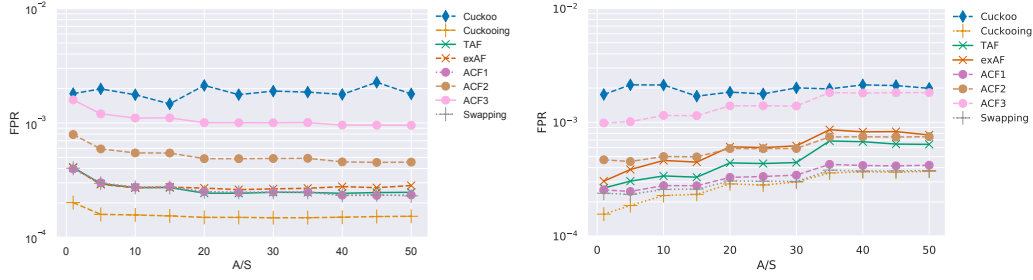 10⁻²
10⁻³
10⁻⁴
FPR
0 10 20 30 40 50
A/S
Cuckoo
Cuckooing
TAF
exAF
ACF1
ACF2
ACF3
Swapping
10⁻²
10⁻³
10⁻⁴
FPR
0 10 20 30 40 50
A/S
Cuckoo
Cuckooing
TAF
exAF
ACF1
ACF2
ACF3
Swapping